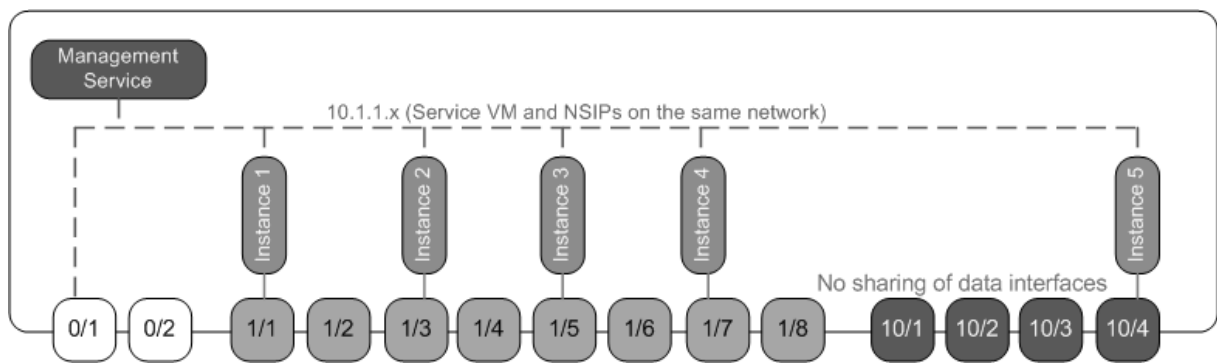 Management
Service
10.1.1.x (Service VM and NSIPs on the same network)
Instance 1
Instance 2
Instance 3
Instance 4
Instance 5
No sharing of data interfaces
0/1
0/2
1/1
1/2
1/3
1/4
1/5
1/6
1/7
1/8
10/1
10/2
10/3
10/4